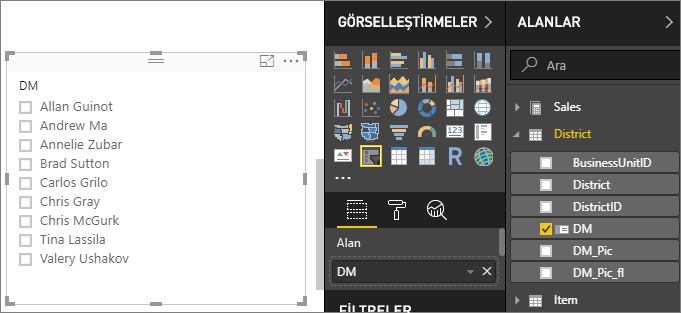 DM
Allan Guinot
Andrew Ma
Annelie Zubar
Brad Sutton
Carlos Grilo
Chris Gray
Chris McGurk
Tina Lassila
Valery Ushakov
GÖRSELLEŞTİRMELER
123
R
Alan
DM
FİLTRELER
ALANLAR
Ara
Sales
District
BusinessUnitID
District
DistrictID
DM
DM_Pic
DM_Pic_fl
Item